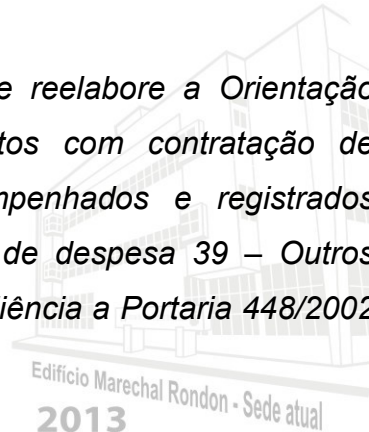 e reelabore a Orientação
tos com contratação de
mpenhados e registrados
de despesa 39 – Outros
liência a Portaria 448/2002
Edifício Marechal Rondon - Sede atual
2013